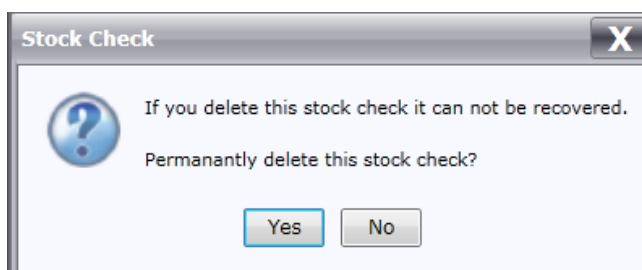 Stock Check
X
If you delete this stock check it can not be recovered.
Permanantly delete this stock check?
Yes
No